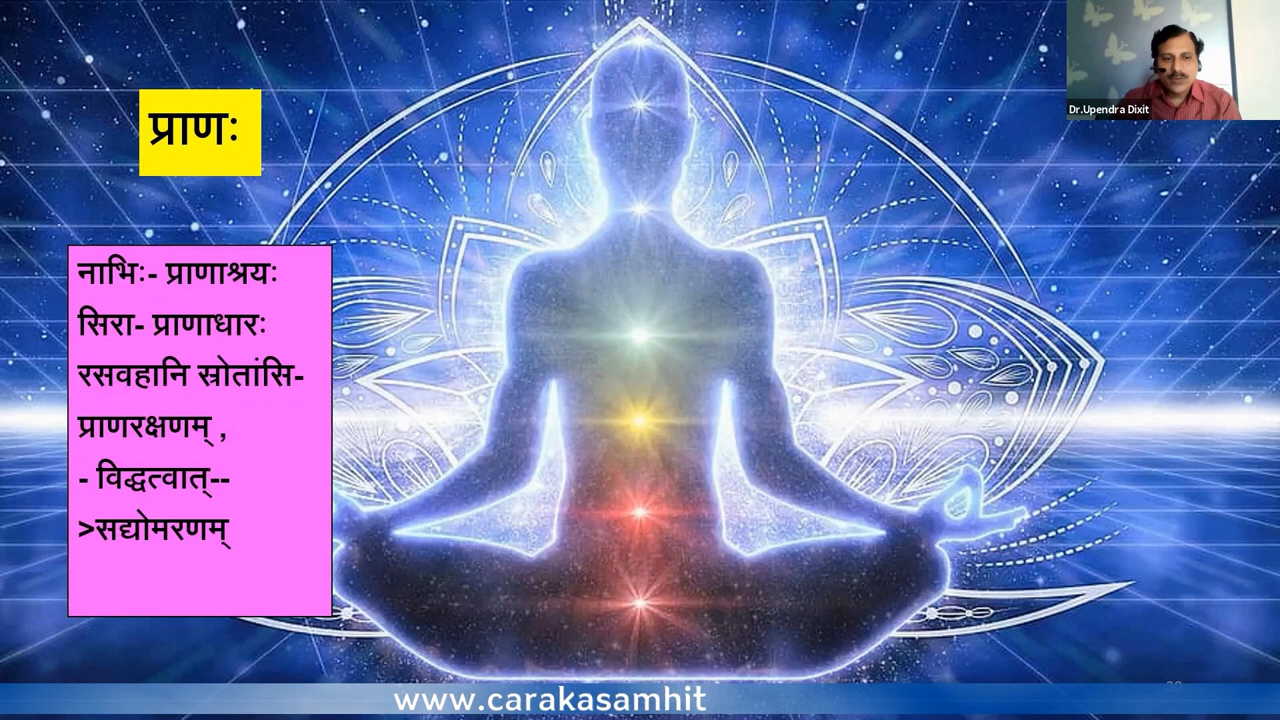 प्राणः
नाभिः- प्राणाश्रयः
सिरा- प्राणाधारः
रसवहानि स्रोतांसि-
प्राणरक्षणम् ,
- विद्धत्वात्--
>सद्योमरणम्
Dr.Upendra Dixit
www.carakasamhit